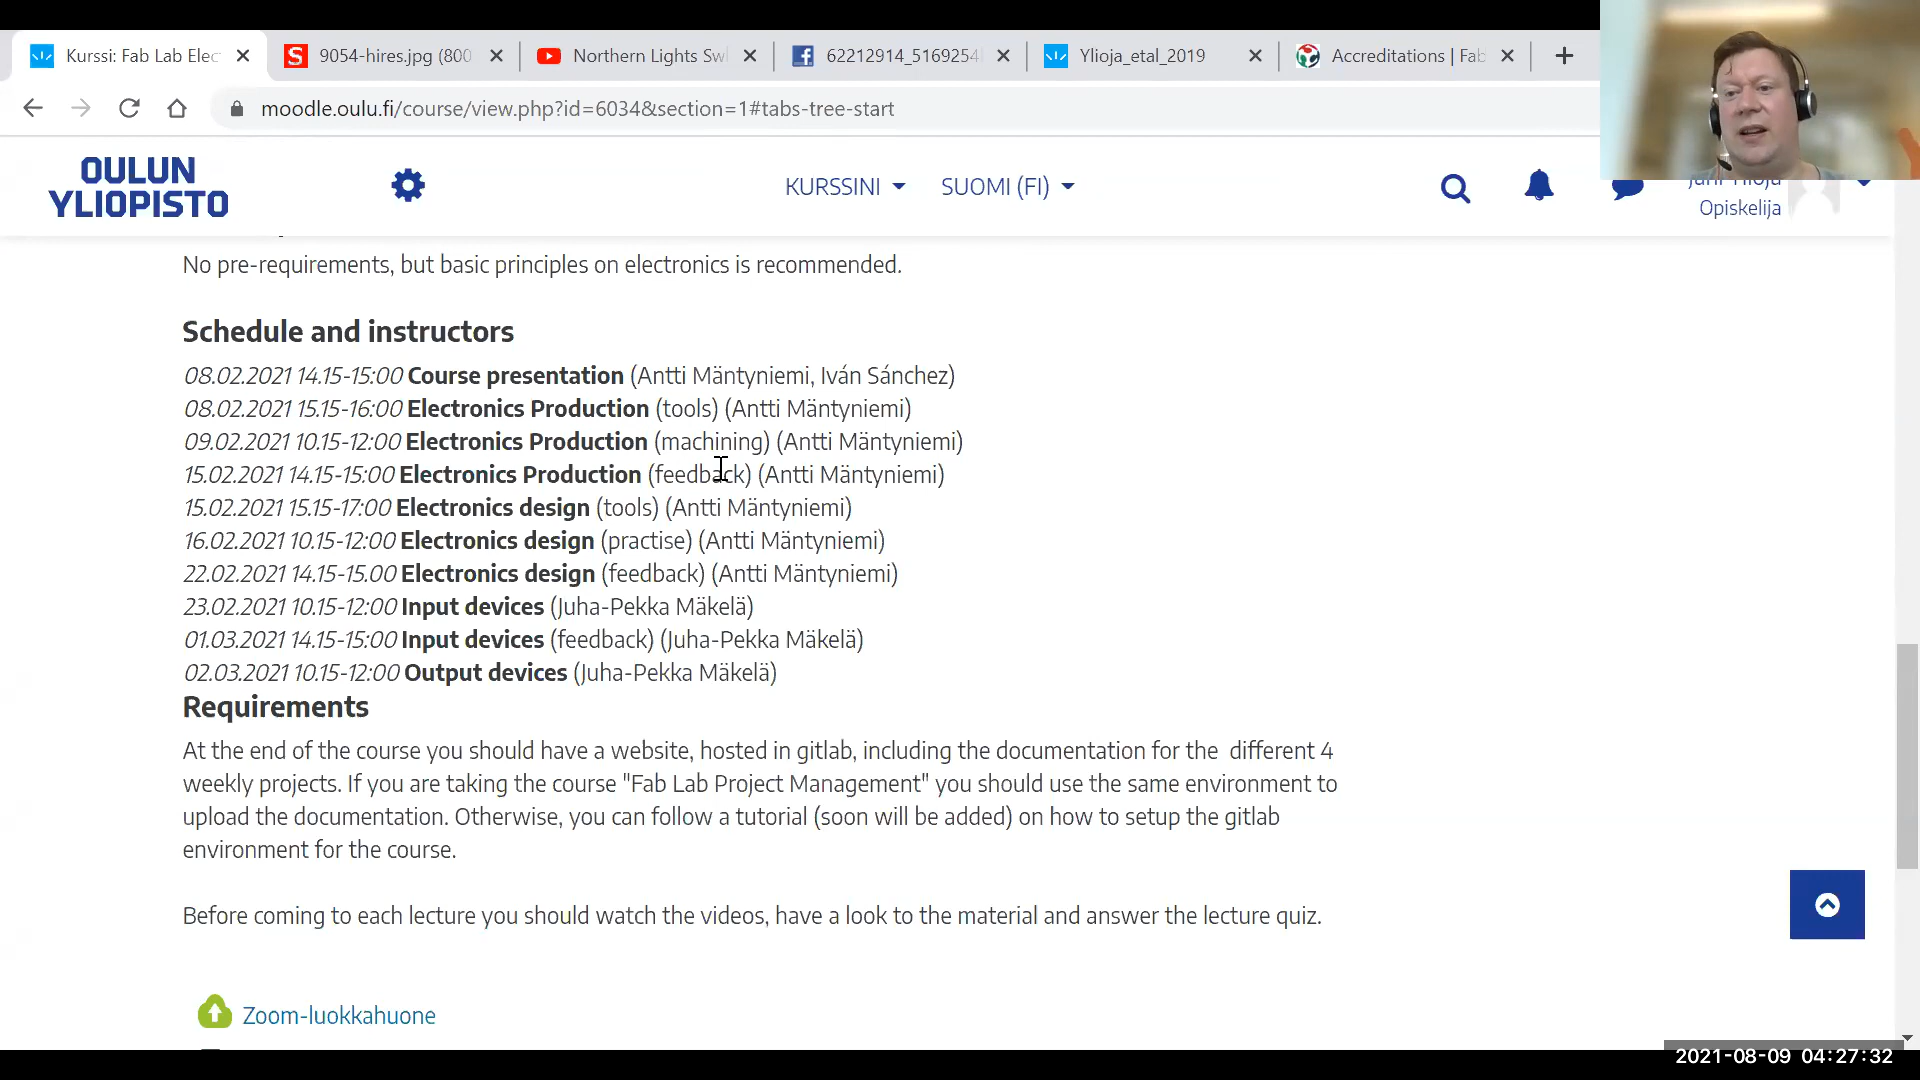 Kurssi: Fab Lab Elec
9054-hires.jpg (800
Northern Lights Sw
62212914_5169254
Ylioja_etal_2019
Accreditations | Fab
moodle.oulu.fi/course/view.php?id=6034&section=1#tabs-tree-start
OULUN
YLIOPISTO
KURSSINI
SUOMI (FI)
Opiskelija
No pre-requirements, but basic principles on electronics is recommended.
Schedule and instructors
08.02.2021 14.15-15:00 Course presentation (Antti Mäntyniemi, Iván Sánchez)
08.02.2021 15.15-16:00 Electronics Production (tools) (Antti Mäntyniemi)
09.02.2021 10.15-12:00 Electronics Production (machining) (Antti Mäntyniemi)
15.02.2021 14.15-15:00 Electronics Production (feedback) (Antti Mäntyniemi)
15.02.2021 15.15-17:00 Electronics design (tools) (Antti Mäntyniemi)
16.02.2021 10.15-12:00 Electronics design (practise) (Antti Mäntyniemi)
22.02.2021 14.15-15.00 Electronics design (feedback) (Antti Mäntyniemi)
23.02.2021 10.15-12:00 Input devices (Juha-Pekka Mäkelä)
01.03.2021 14.15-15:00 Input devices (feedback) (Juha-Pekka Mäkelä)
02.03.2021 10.15-12:00 Output devices (Juha-Pekka Mäkelä)
Requirements
At the end of the course you should have a website, hosted in gitlab, including the documentation for the different 4
weekly projects. If you are taking the course "Fab Lab Project Management" you should use the same environment to
upload the documentation. Otherwise, you can follow a tutorial (soon will be added) on how to setup the gitlab
environment for the course.
Before coming to each lecture you should watch the videos, have a look to the material and answer the lecture quiz.
Zoom-luokkahuone
2021-08-09 04:27:32